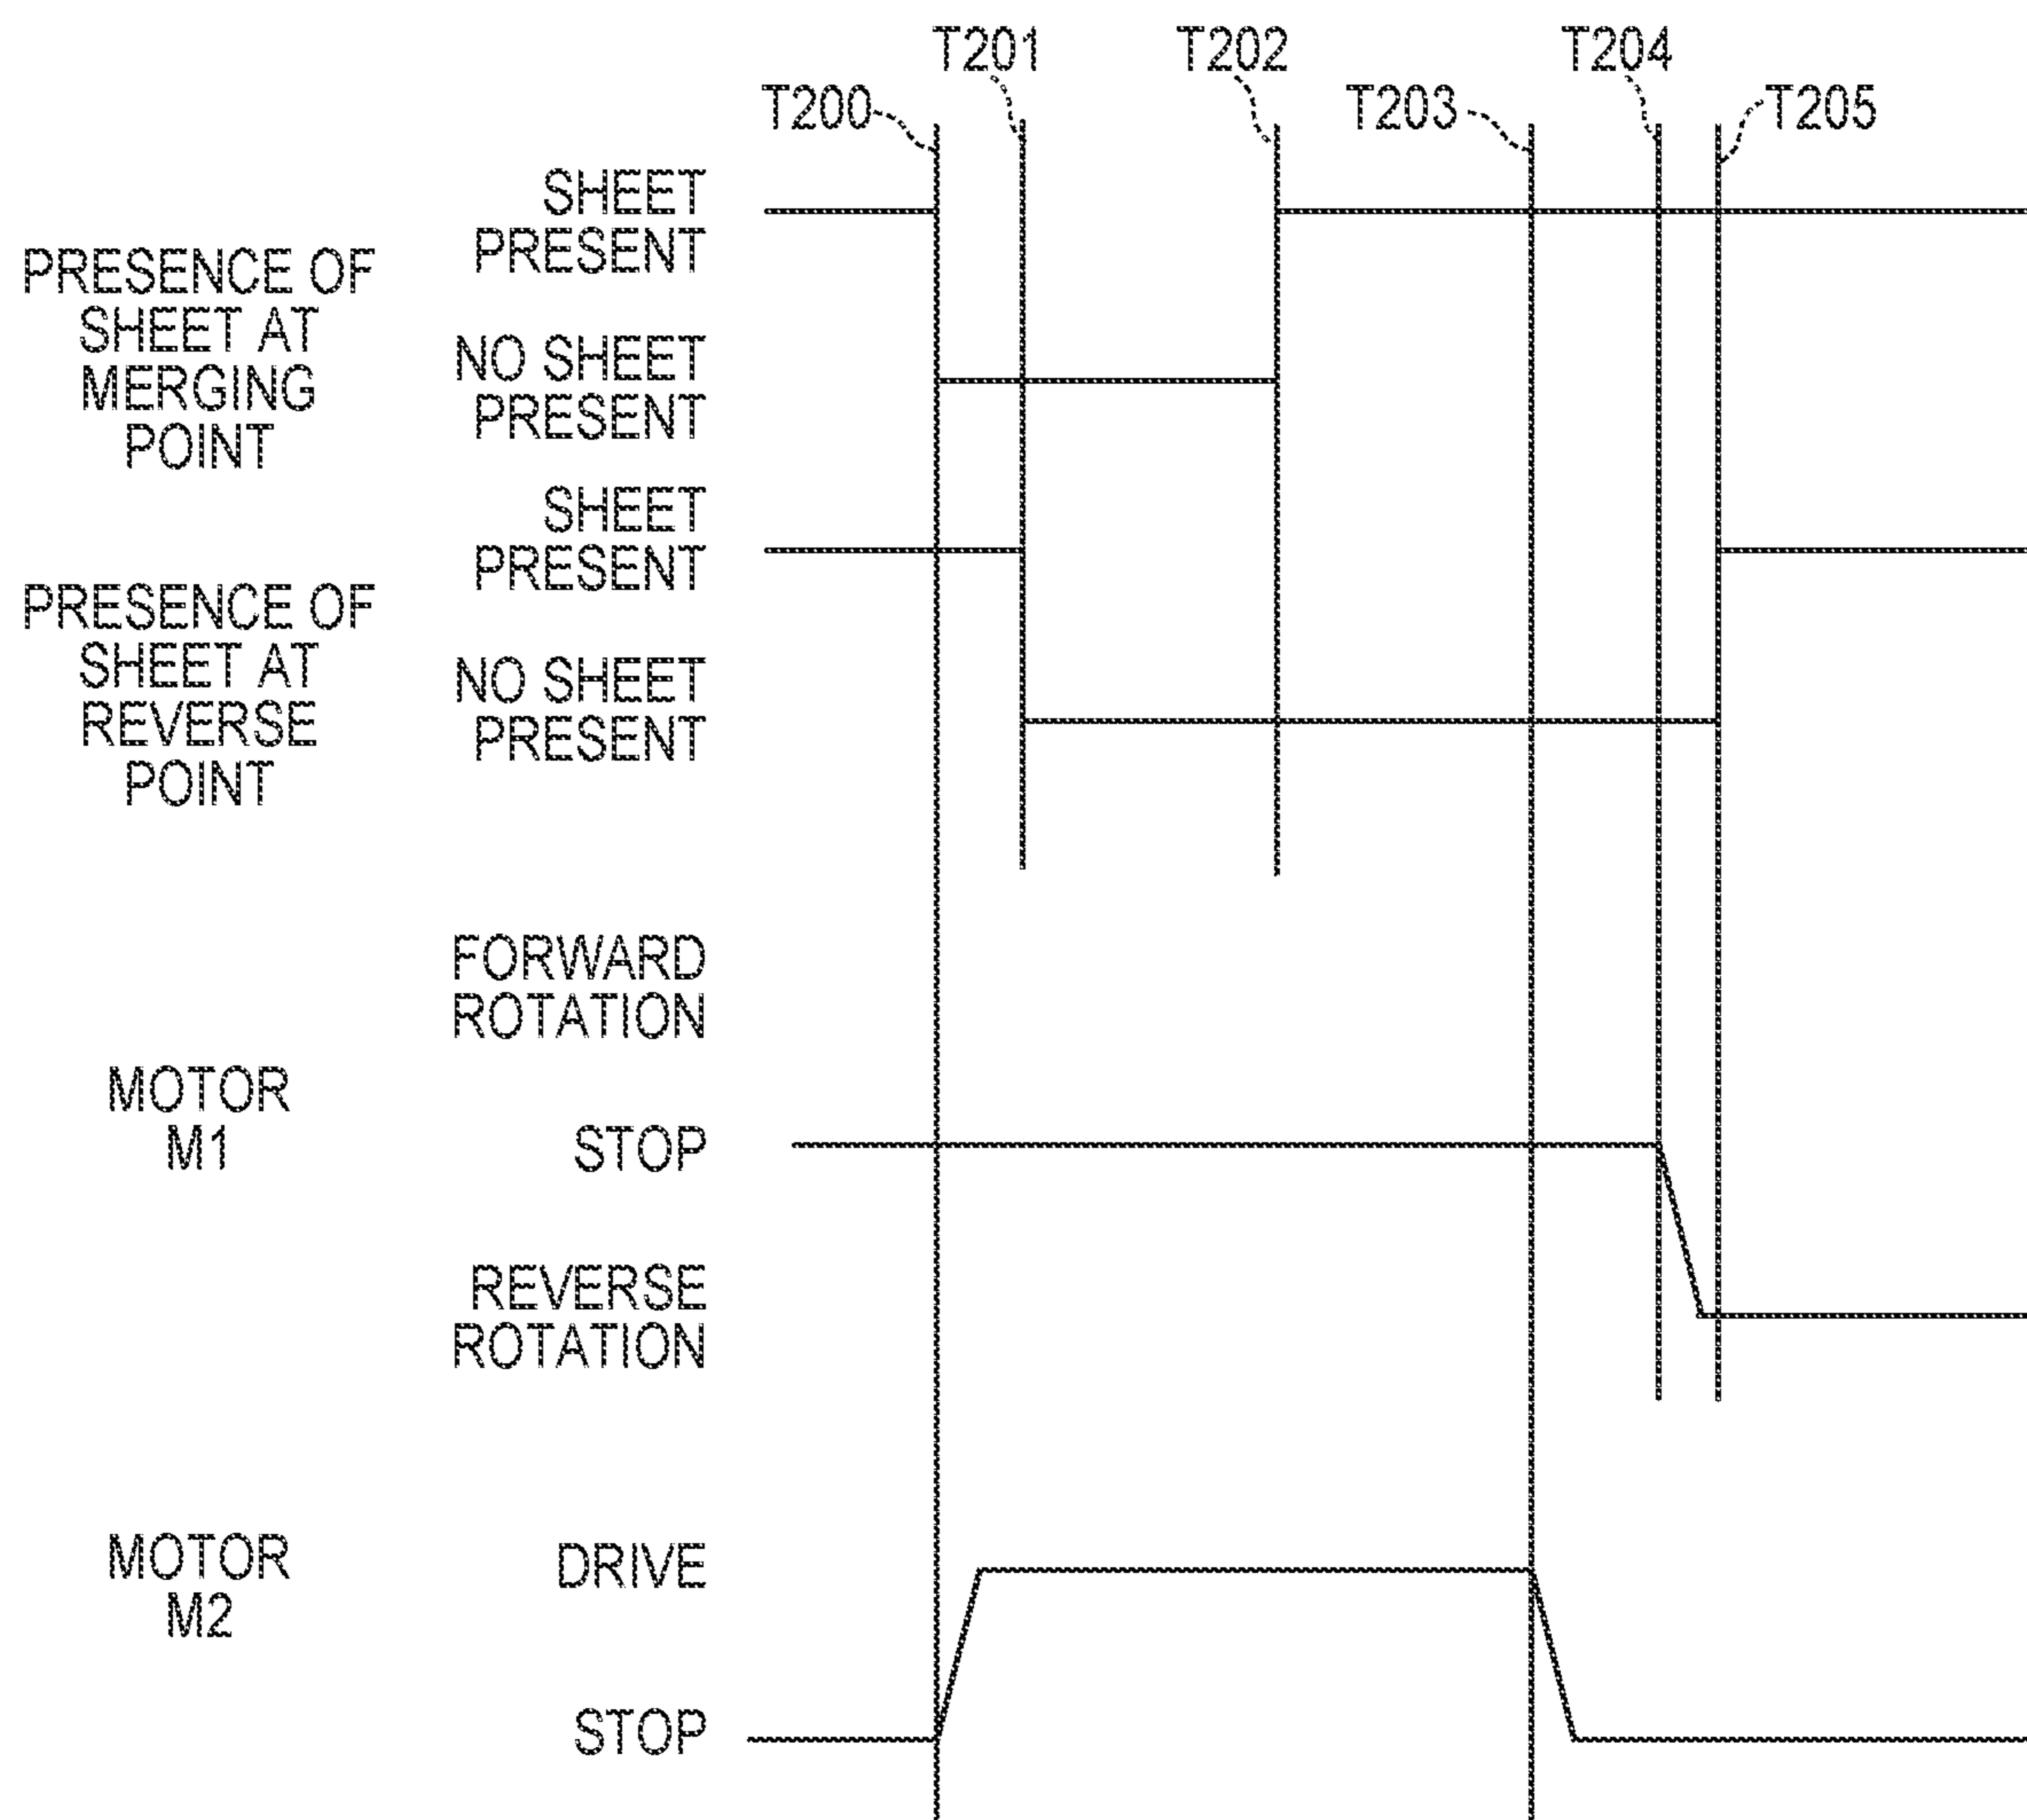 T201
T202
T204
T200
T203
T205
SHEET
PRESENT
PRESENCE OF
SHEET AT
MERGING
POINT
NO SHEET
PRESENT
SHEET
PRESENT
PRESENCE OF
SHEET AT
REVERSE
POINT
NO SHEET
PRESENT
FORWARD
ROTATION
MOTOR
M1
STOP
REVERSE
ROTATION
MOTOR
M2
DRIVE
STOP